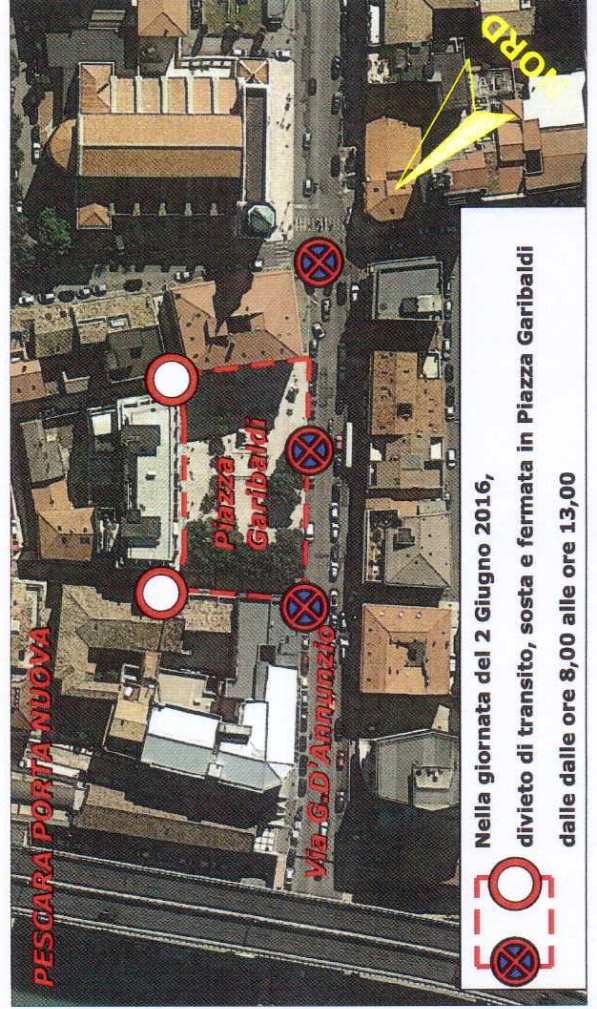 PESCARA PORTA NUOVA
NORD
Piazza
Garibaldi
Via G.D'Annunzio
Nella giornata del 2 Giugno 2016,
divieto di transito, sosta e fermata in Piazza Garibaldi
dalle dalle ore 8,00 alle ore 13,00